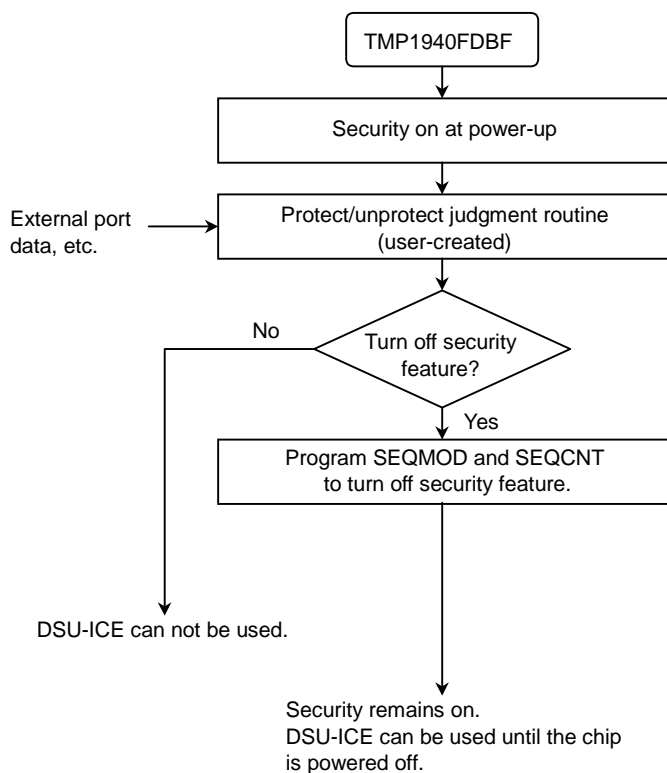 TMP1940FDBF
Security on at power-up
External port
data, etc.
Protect/unprotect judgment routine
(user-created)
No
Turn off security
feature?
Yes
Program SEQMOD and SEQCNT
to turn off security feature.
DSU-ICE can not be used.
Security remains on.
DSU-ICE can be used until the chip
is powered off.